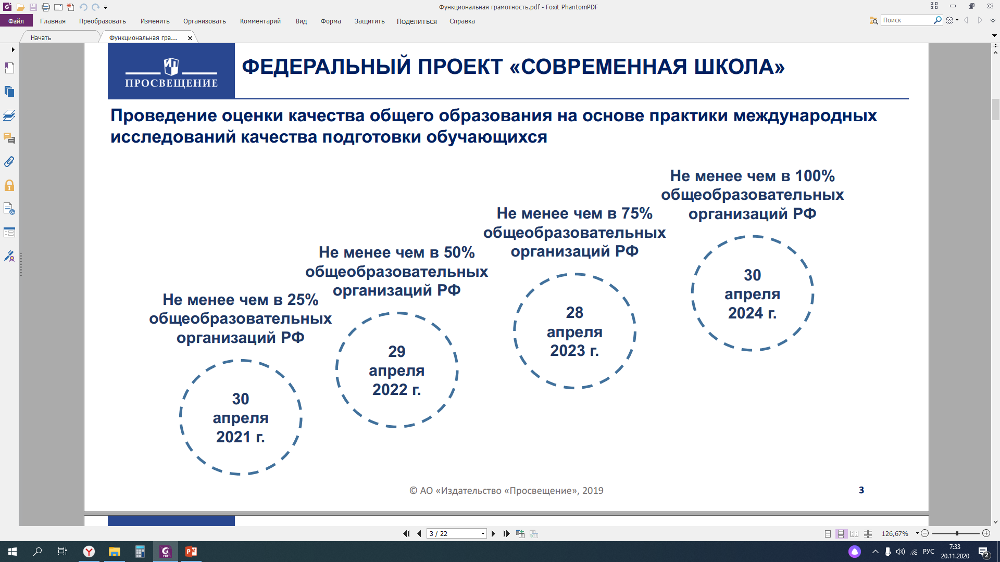 Функциональная грамотность.pdf - Foxit PhantomPDF
Файл Главная Преобразовать Изменить Организовать Комментарий Вид Форма Защитить Поделиться Справка Поиск
Начать Функциональная гра...
ПРОСВЕЩЕНИЕ
ФЕДЕРАЛЬНЫЙ ПРОЕКТ «СОВРЕМЕННАЯ ШКОЛА»
Проведение оценки качества общего образования на основе практики международных
исследований качества подготовки обучающихся
Не менее чем в 25%
общеобразовательных
организаций РФ
30
апреля
2021 г.
Не менее чем в 50%
общеобразовательных
организаций РФ
29
апреля
2022 г.
Не менее чем в 75%
общеобразовательных
организаций РФ
28
апреля
2023 г.
Не менее чем в 100%
общеобразовательных
организаций РФ
30
апреля
2024 г.
© АО «Издательство «Просвещение», 2019
3
3 / 22
126,67%
РУС
7:33
20.11.2020
2